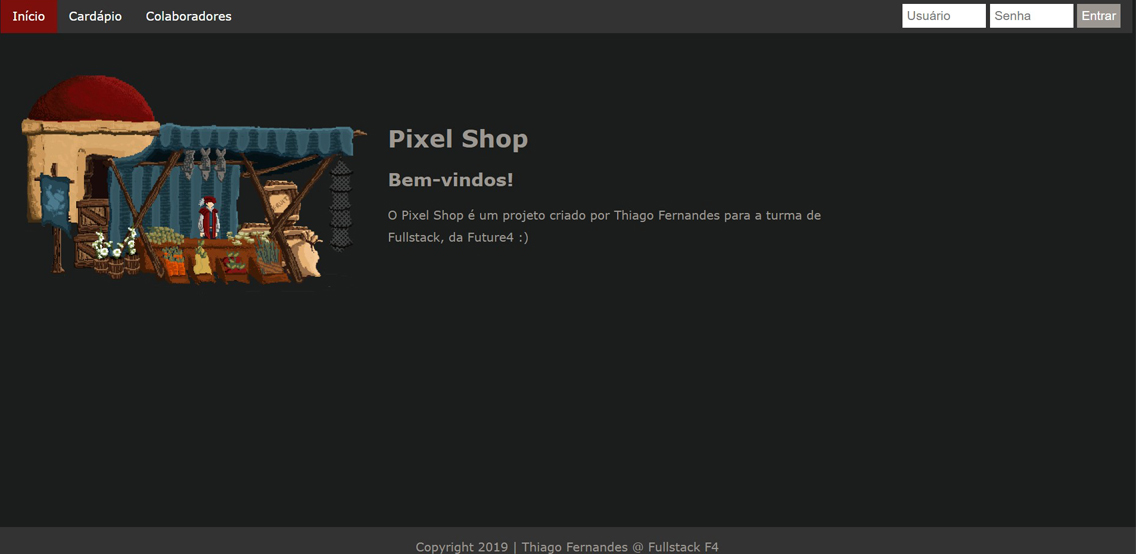 Início Cardápio Colaboradores Usuário Senha Entrar
Pixel Shop
Bem-vindos!
O Pixel Shop é um projeto criado por Thiago Fernandes para a turma de
Fullstack, da Future4 :)
Copyright 2019 | Thiago Fernandes @ Fullstack F4